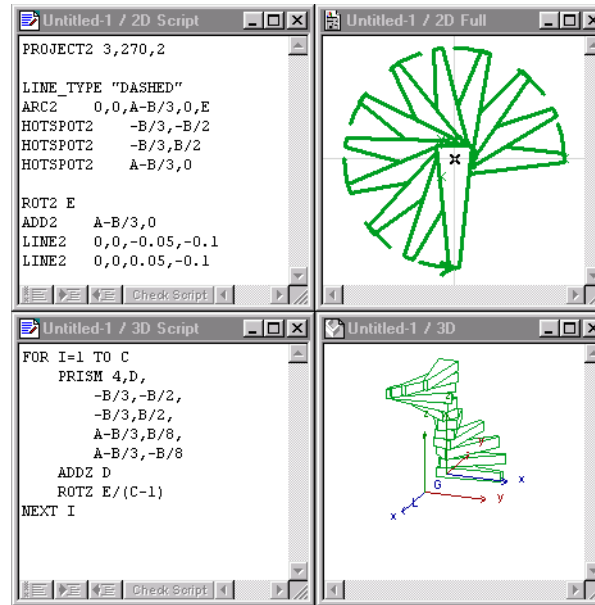 Untitled-1 / 2D Script
PROJECT2 3,270,2
LINE_TYPE "DASHED"
ARC2 0,0,A-B/3,0,E
HOTSPOT2 -B/3,-B/2
HOTSPOT2 -B/3,B/2
HOTSPOT2 A-B/3,0
ROT2 E
ADD2 A-B/3,0
LINE2 0,0,-0.05,-0.1
LINE2 0,0,0.05,-0.1
Check Script
Untitled-1 / 2D Full
Untitled-1 / 3D Script
FOR I=1 TO C
PRISM 4,D,
-B/3,-B/2,
-B/3,B/2,
A-B/3,B/8,
A-B/3,-B/8
ADDZ D
ROTZ E/(C-1)
NEXT I
Check Script
Untitled-1 / 3D
z
z
y
G
x
L
y
x